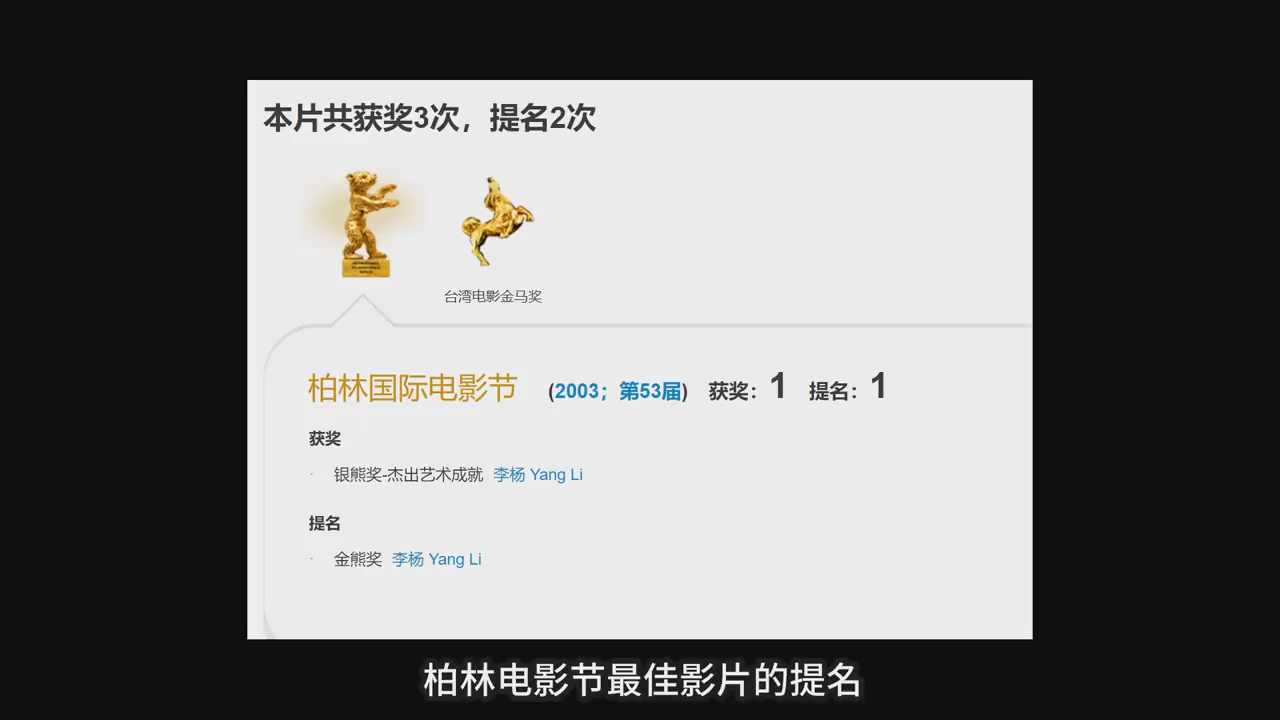 本片共获奖3次，提名2次
台湾电影金马奖
柏林国际电影节 (2003；第53届) 获奖：1 提名：1
获奖
· 银熊奖-杰出艺术成就 李杨 Yang Li
提名
· 金熊奖 李杨 Yang Li
柏林电影节最佳影片的提名